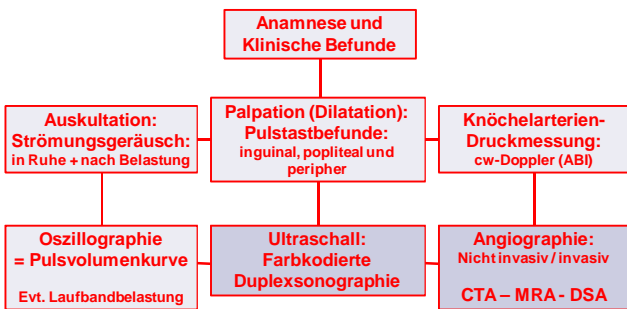 Anamnese und
Klinische Befunde
Auskultation:
Strömungsgeräusch:
in Ruhe + nach Belastung
Palpation (Dilatation):
Pulstastbefunde:
inguinal, popliteal und
peripher
Knöchelarterien-
Druckmessung:
cw-Doppler (ABI)
Oszillographie
= Pulsvolumenkurve
Evt. Laufbandbelastung
Ultraschall:
Farbkodierte
Duplexsonographie
Angiographie:
Nicht invasiv / invasiv
CTA – MRA - DSA